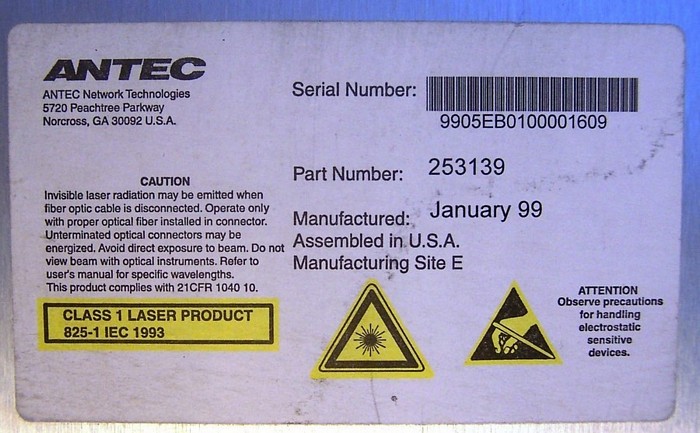 ANTEC
ANTEC Network Technologies
5720 Peachtree Parkway
Norcross, GA 30092 U.S.A.
Serial Number:
9905EB0100001609
Part Number: 253139
Manufactured: January 99
Assembled in U.S.A.
Manufacturing Site E
CAUTION
Invisible laser radiation may be emitted when
fiber optic cable is disconnected. Operate only
with proper optical fiber installed in connector.
Unterminated optical connectors may be
energized. Avoid direct exposure to beam. Do not
view beam with optical instruments. Refer to
user's manual for specific wavelengths.
This product complies with 21CFR 1040 10.
CLASS 1 LASER PRODUCT
825-1 IEC 1993
ATTENTION
Observe precautions
for handling
electrostatic
sensitive
devices.